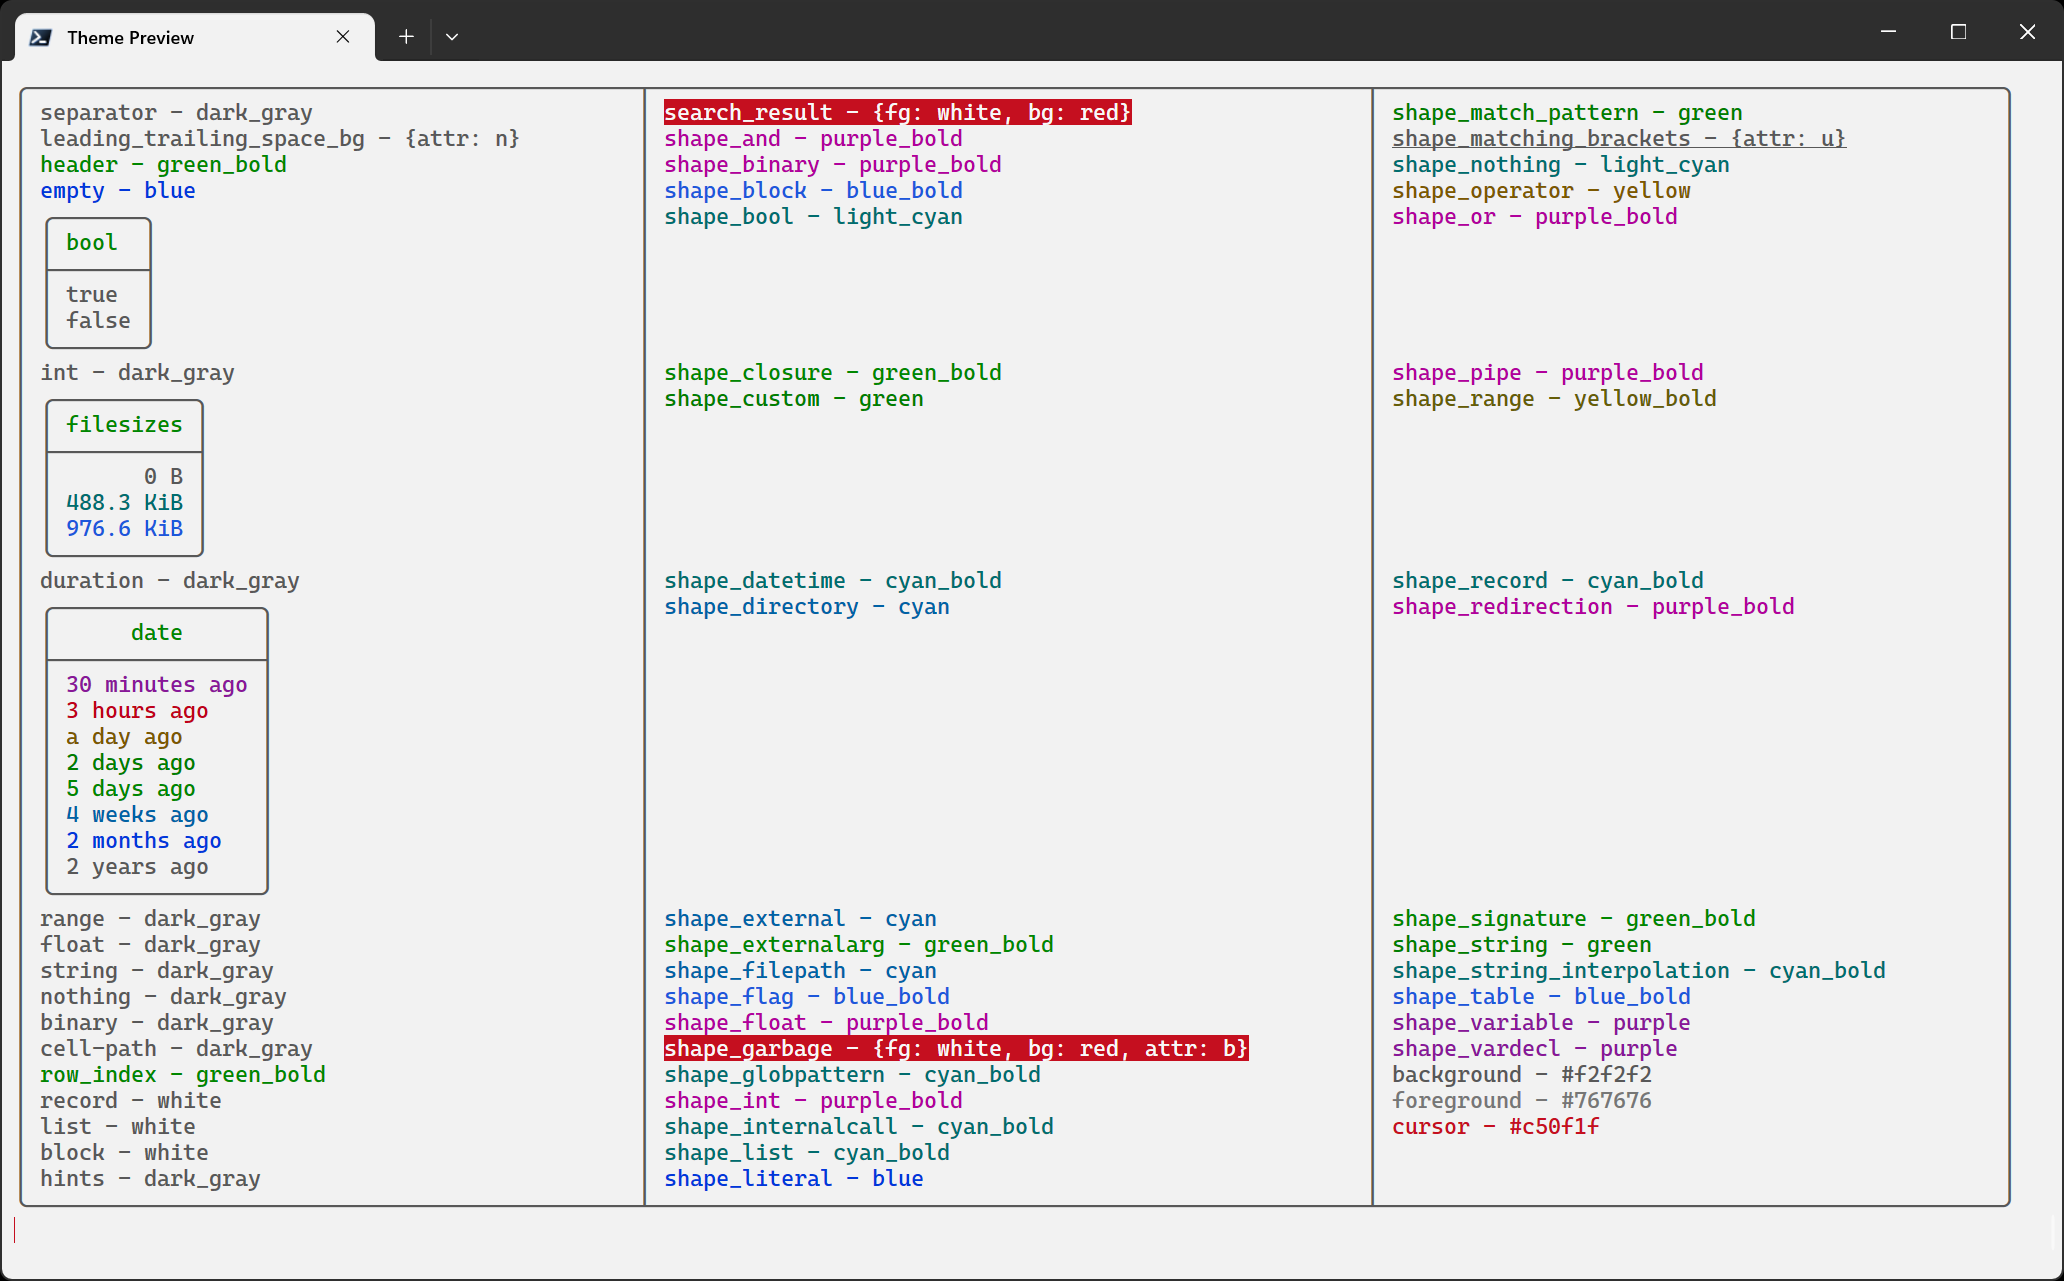 Theme Preview
separator - dark_gray
leading_trailing_space_bg - {attr: n}
header - green_bold
empty - blue
bool
true
false
int - dark_gray
filesizes
0 B
488.3 KiB
976.6 KiB
duration - dark_gray
date
30 minutes ago
3 hours ago
a day ago
2 days ago
5 days ago
4 weeks ago
2 months ago
2 years ago
range - dark_gray
float - dark_gray
string - dark_gray
nothing - dark_gray
binary - dark_gray
cell-path - dark_gray
row_index - green_bold
record - white
list - white
block - white
hints - dark_gray
search_result - {fg: white, bg: red}
shape_and - purple_bold
shape_binary - purple_bold
shape_block - blue_bold
shape_bool - light_cyan
shape_closure - green_bold
shape_custom - green
shape_datetime - cyan_bold
shape_directory - cyan
shape_external - cyan
shape_externalarg - green_bold
shape_filepath - cyan
shape_flag - blue_bold
shape_float - purple_bold
shape_garbage - {fg: white, bg: red, attr: b}
shape_globpattern - cyan_bold
shape_int - purple_bold
shape_internalcall - cyan_bold
shape_list - cyan_bold
shape_literal - blue
shape_match_pattern - green
shape_matching_brackets - {attr: u}
shape_nothing - light_cyan
shape_operator - yellow
shape_or - purple_bold
shape_pipe - purple_bold
shape_range - yellow_bold
shape_record - cyan_bold
shape_redirection - purple_bold
shape_signature - green_bold
shape_string - green
shape_string_interpolation - cyan_bold
shape_table - blue_bold
shape_variable - purple
shape_vardecl - purple
background - #f2f2f2
foreground - #767676
cursor - #c50f1f